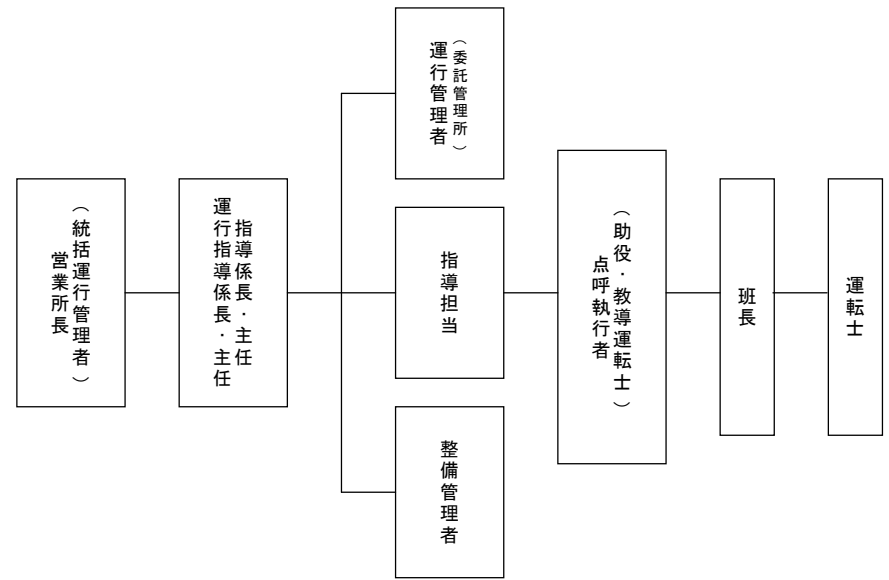 （統括運行管理者）
営業所長
指導係長・主任
運行指導係長・主任
（委託管理所）
運行管理者
指導担当
整備管理者
（助役・教導運転士）
点呼執行者
班長
運転士